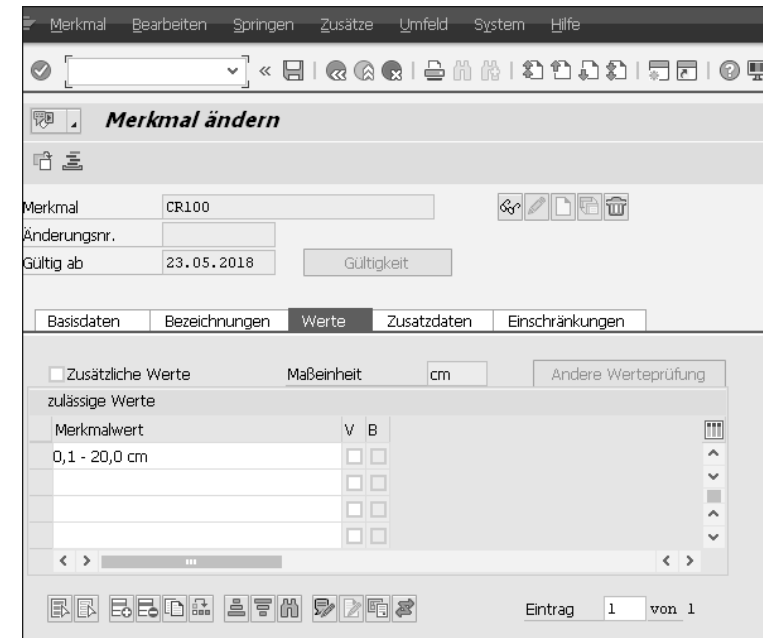 Merkmal Bearbeiten Springen Zusätze Umfeld System Hilfe
Merkmal ändern
Merkmal CR100
Änderungsnr.
Gültig ab 23.05.2018 Gültigkeit
Basisdaten Bezeichnungen Werte Zusatzdaten Einschränkungen
Zusätzliche Werte Maßeinheit cm Andere Werteprüfung
zulässige Werte
Merkmalwert V B
0,1 - 20,0 cm
Eintrag 1 von 1